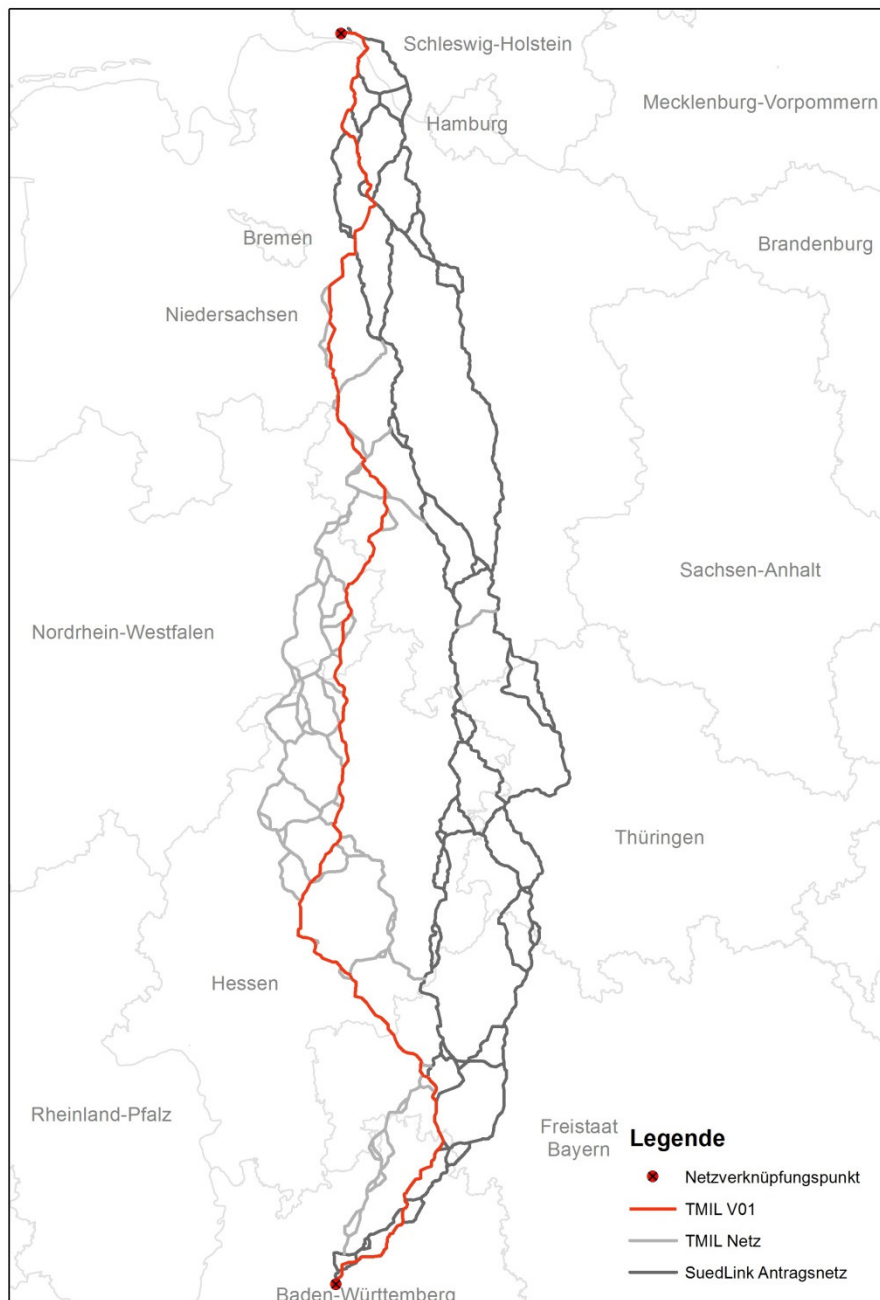 Schleswig-Holstein
Mecklenburg-Vorpommern
Hamburg
Bremen
Brandenburg
Niedersachsen
Sachsen-Anhalt
Nordrhein-Westfalen
Thüringen
Hessen
Rheinland-Pfalz
Freistaat
Bayern
Baden-Württemberg
Legende
Netzverknüpfungspunkt
TMIL V01
TMIL Netz
SuedLink Antragsnetz